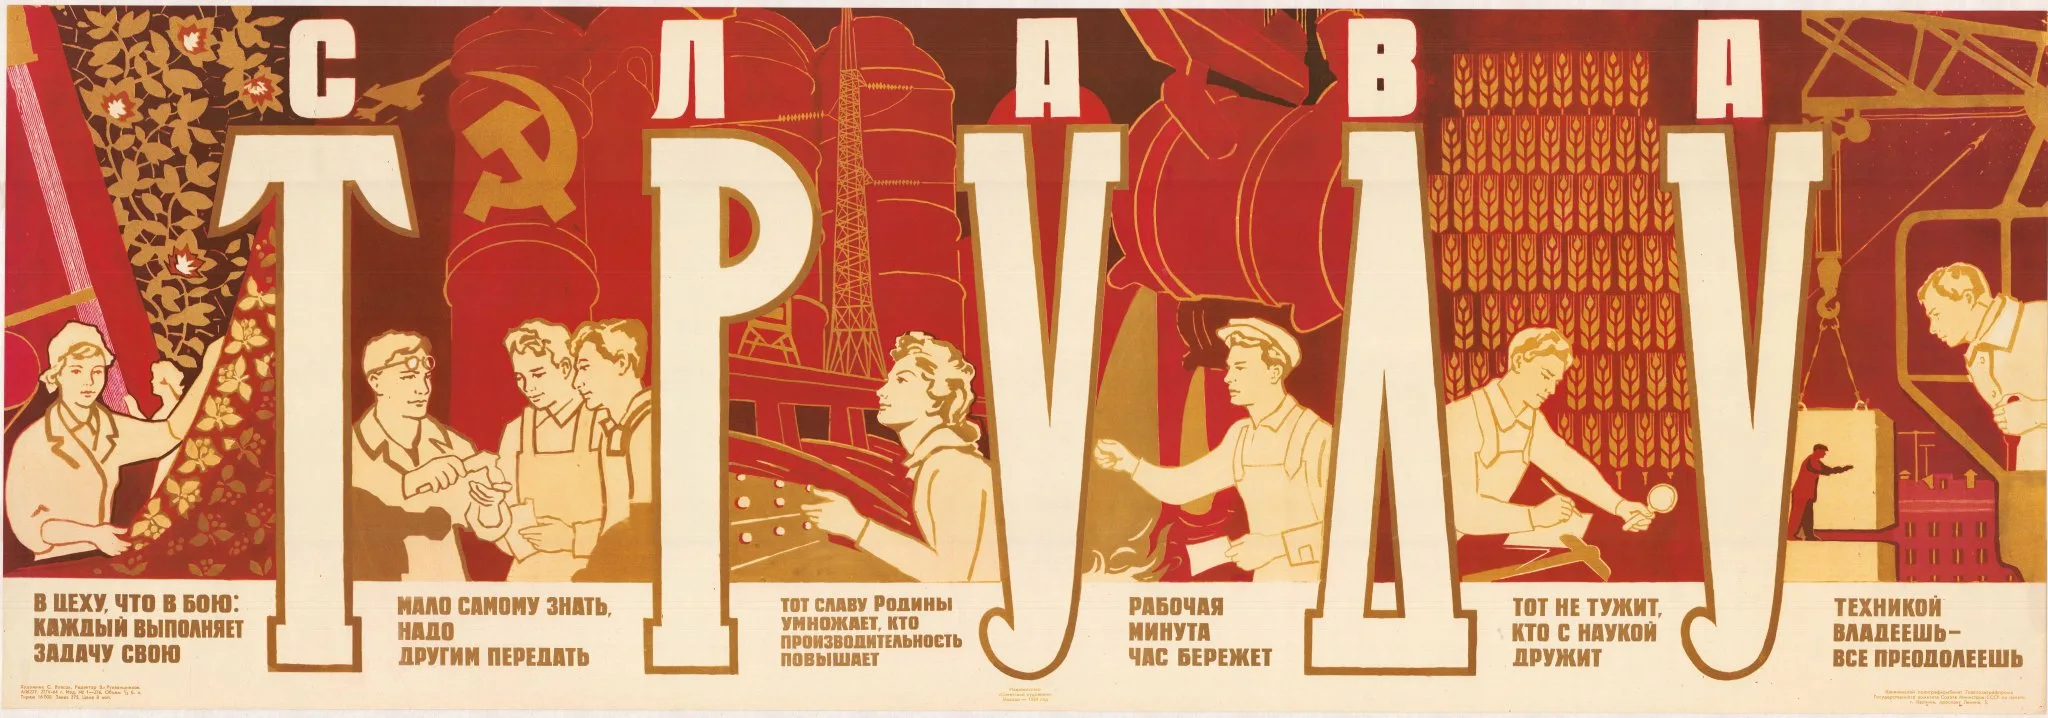 СЛАВА
ТРУДУ
В ЦЕХУ, ЧТО В БОЮ:
КАЖДЫЙ ВЫПОЛНЯЕТ
ЗАДАЧУ СВОЮ
МАЛО САМОМУ ЗНАТЬ,
НАДО
ДРУГИМ ПЕРЕДАТЬ
ТОТ СЛАВУ РОДИНЫ
УМНОЖАЕТ, КТО
ПРОИЗВОДИТЕЛЬНОСТЬ
ПОВЫШАЕТ
РАБОЧАЯ
МИНУТА
ЧАС БЕРЕЖЕТ
ТОТ НЕ ТУЖИТ,
КТО С НАУКОЙ
ДРУЖИТ
ТЕХНИКОЙ
ВЛАДЕЕШЬ—
ВСЕ ПРЕОДОЛЕЕШЬ